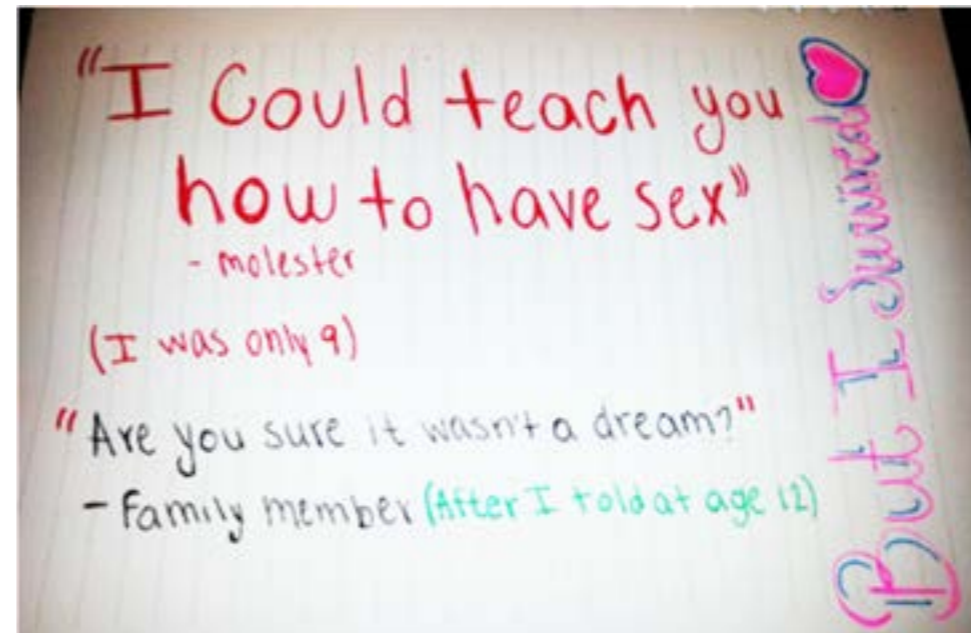 "I Could teach you
how to have sex"
- molester
(I was only 9)
"Are you sure it wasn't a dream?"
- Family member (After I told at age 12)
But I Survived